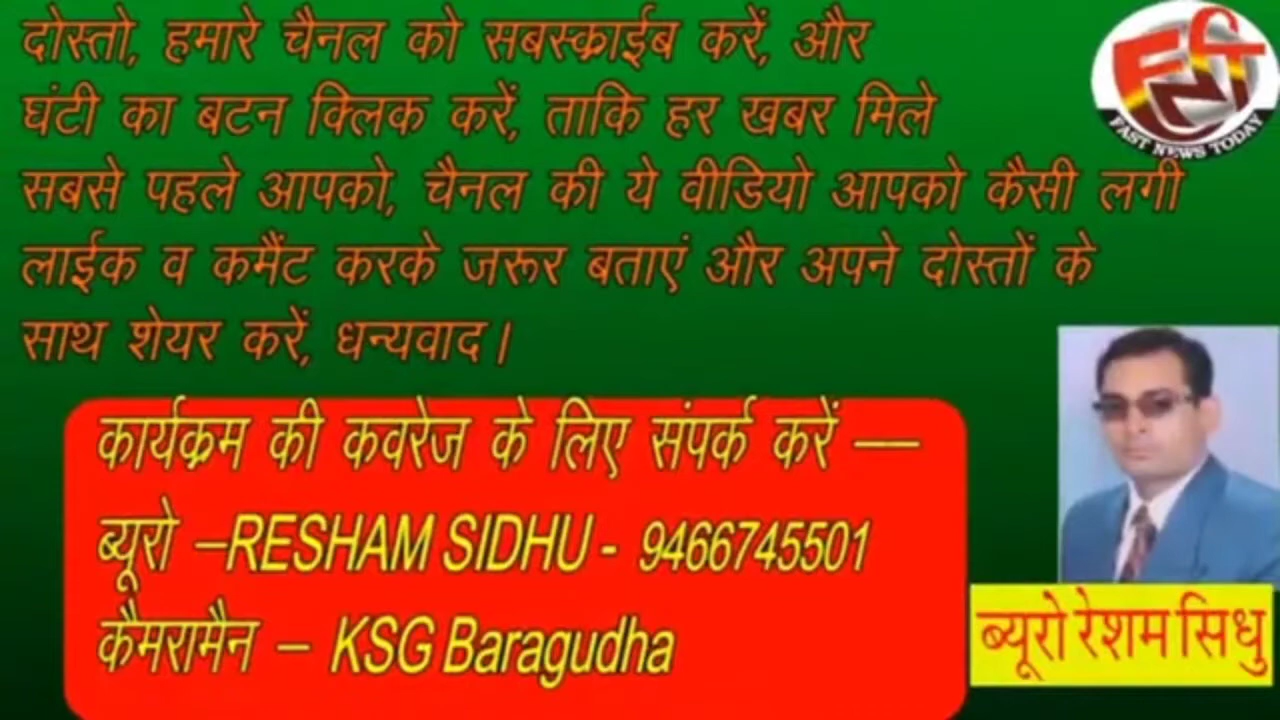 दोस्तो, हमारे चैनल को सबस्क्राईब करें, और
घंटी का बटन क्लिक करें, ताकि हर खबर मिले
सबसे पहले आपको, चैनल की ये वीडियो आपको कैसी लगी
लाईक व कमैंट करके जरूर बताएं और अपने दोस्तों के
साथ शेयर करें, धन्यवाद।
कार्यक्रम की कवरेज के लिए संपर्क करें —
ब्यूरो –RESHAM SIDHU - 9466745501
कैमरामैन – KSG Baragudha
FNT
FAST NEWS TODAY
ब्यूरो रेशम सिधु